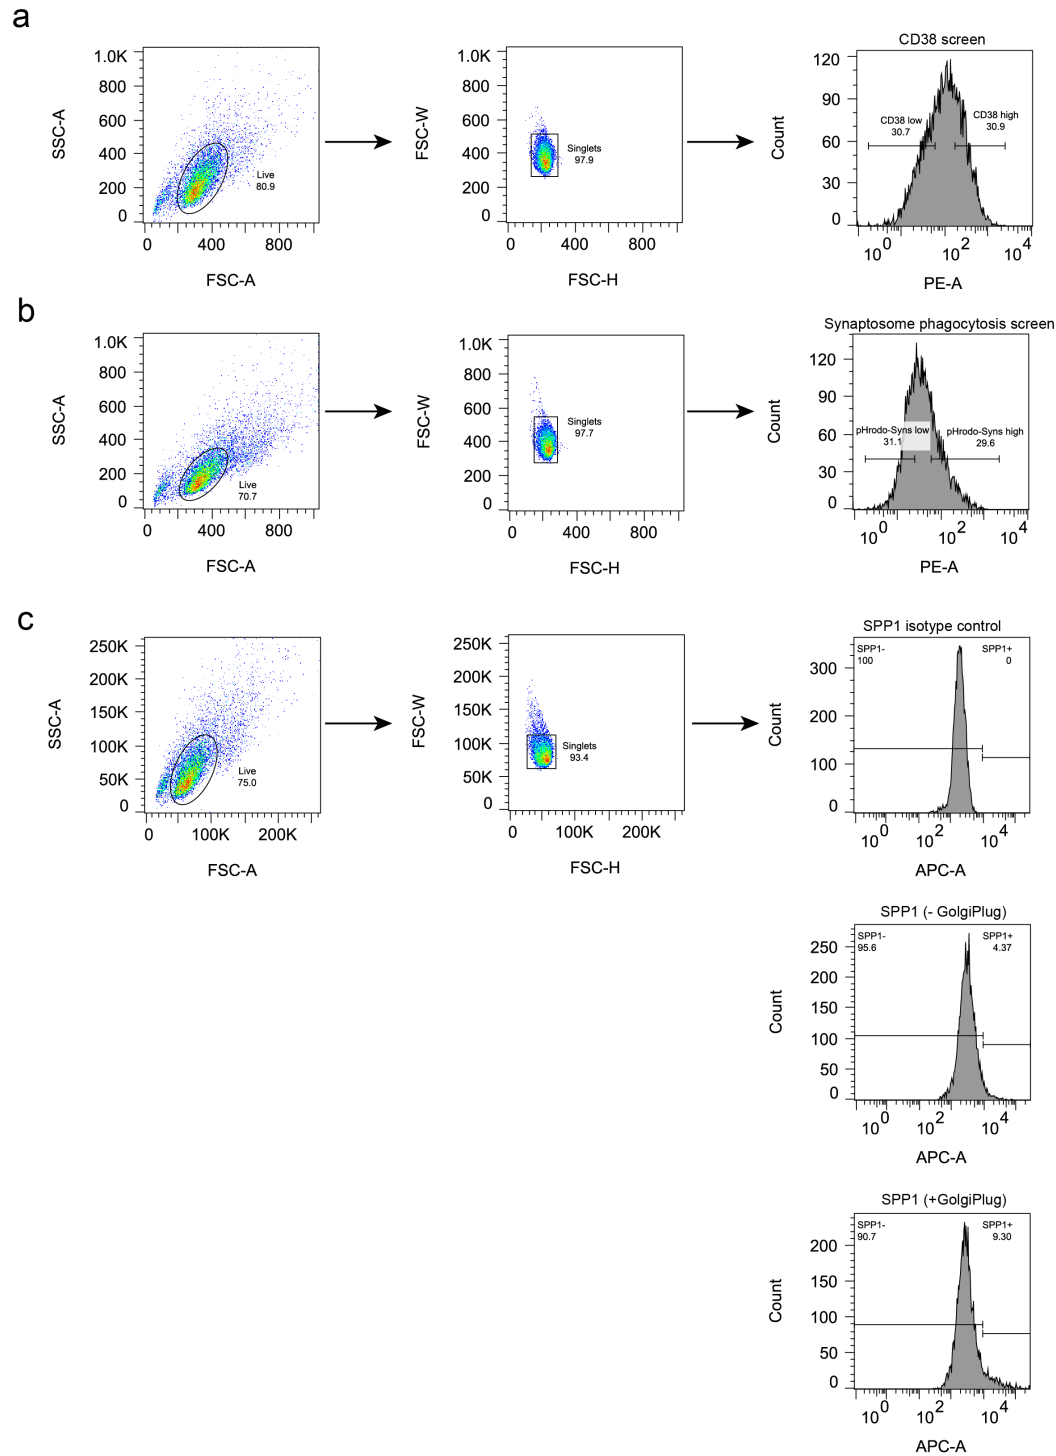 a
1.0K
800
600
400
200
0
SSC-A
Live
80.9
0 400 800
FSC-A
1.0K
800
600
400
200
0
FSC-W
Singlets
97.9
0 400 800
FSC-H
CD38 screen
120
90
60
30
0
Count
CD38 low
30.7
CD38 high
30.9
10^0 10^2 10^4
PE-A
b
1.0K
800
600
400
200
0
SSC-A
Live
70.7
0 400 800
FSC-A
1.0K
800
600
400
200
0
FSC-W
Singlets
97.7
0 400 800
FSC-H
Synaptosome phagocytosis screen
120
90
60
30
0
Count
pHrodo-Syns low
31.1
pHrodo-Syns high
29.6
10^0 10^2 10^4
PE-A
c
250K
200K
150K
100K
50K
0
SSC-A
Live
75.0
0 100K 200K
FSC-A
250K
200K
150K
100K
50K
0
FSC-W
Singlets
93.4
0 100K 200K
FSC-H
SPP1 isotype control
SPP1-
100
SPP1+
0
300
200
100
0
Count
10^0 10^2 10^4
APC-A
SPP1 (- GolgiPlug)
SPP1-
95.6
SPP1+
4.37
250
200
150
100
50
0
Count
10^0 10^2 10^4
APC-A
SPP1 (+GolgiPlug)
SPP1-
90.7
SPP1+
9.30
200
150
100
50
0
Count
10^0 10^2 10^4
APC-A